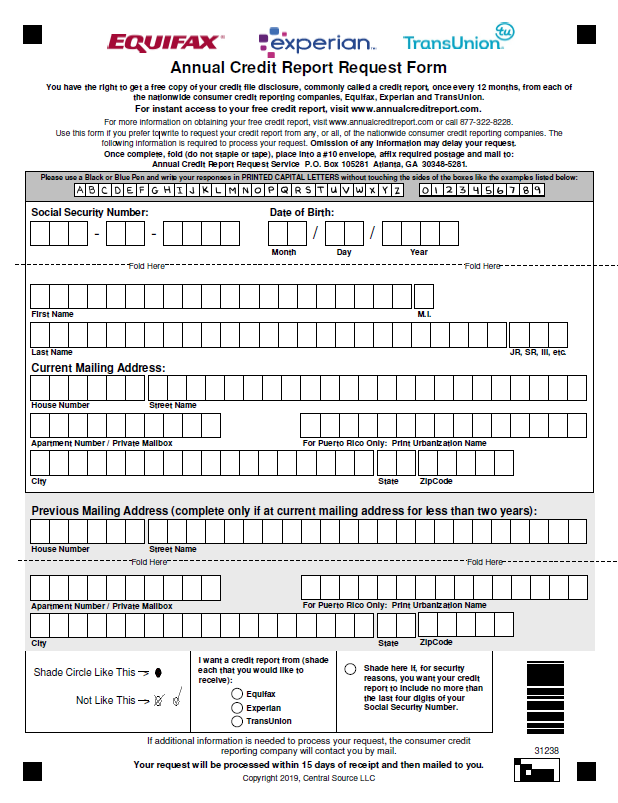 EQUIFAX experian TransUnion tu
Annual Credit Report Request Form
You have the right to get a free copy of your credit file disclosure, commonly called a credit report, once every 12 months, from each of
the nationwide consumer credit reporting companies, Equifax, Experian and TransUnion.
For instant access to your free credit report, visit www.annualcreditreport.com.
For more information on obtaining your free credit report, visit www.annualcreditreport.com or call 877-322-8228.
Use this form if you prefer to write to request your credit report from any, or all, of the nationwide consumer credit reporting companies. The
following information is required to process your request. Omission of any information may delay your request.
Once complete, fold (do not staple or tape), place into a #10 envelope, affix required postage and mail to:
Annual Credit Report Request Service P.O. Box 105281 Atlanta, GA 30348-5281.
Please use a Black or Blue Pen and write your responses in PRINTED CAPITAL LETTERS without touching the sides of the boxes like the examples listed below:
A B C D E F G H I J K L M N O P Q R S T U V W X Y Z 0 1 2 3 4 5 6 7 8 9
Social Security Number: Date of Birth:
- - / /
Month Day Year
Fold Here Fold Here
First Name M.I.
Last Name JR, SR, III, etc.
Current Mailing Address:
House Number Street Name
Apartment Number / Private Mailbox For Puerto Rico Only: Print Urbanization Name
City State ZipCode
Previous Mailing Address (complete only if at current mailing address for less than two years):
House Number Street Name
Fold Here Fold Here
Apartment Number / Private Mailbox For Puerto Rico Only: Print Urbanization Name
City State ZipCode
Shade Circle Like This ->
Not Like This ->
I want a credit report from (shade
each that you would like to
receive):
Equifax
Experian
TransUnion
Shade here if, for security
reasons, you want your credit
report to include no more than
the last four digits of your
Social Security Number.
If additional information is needed to process your request, the consumer credit
reporting company will contact you by mail.
31238
Your request will be processed within 15 days of receipt and then mailed to you.
Copyright 2019, Central Source LLC